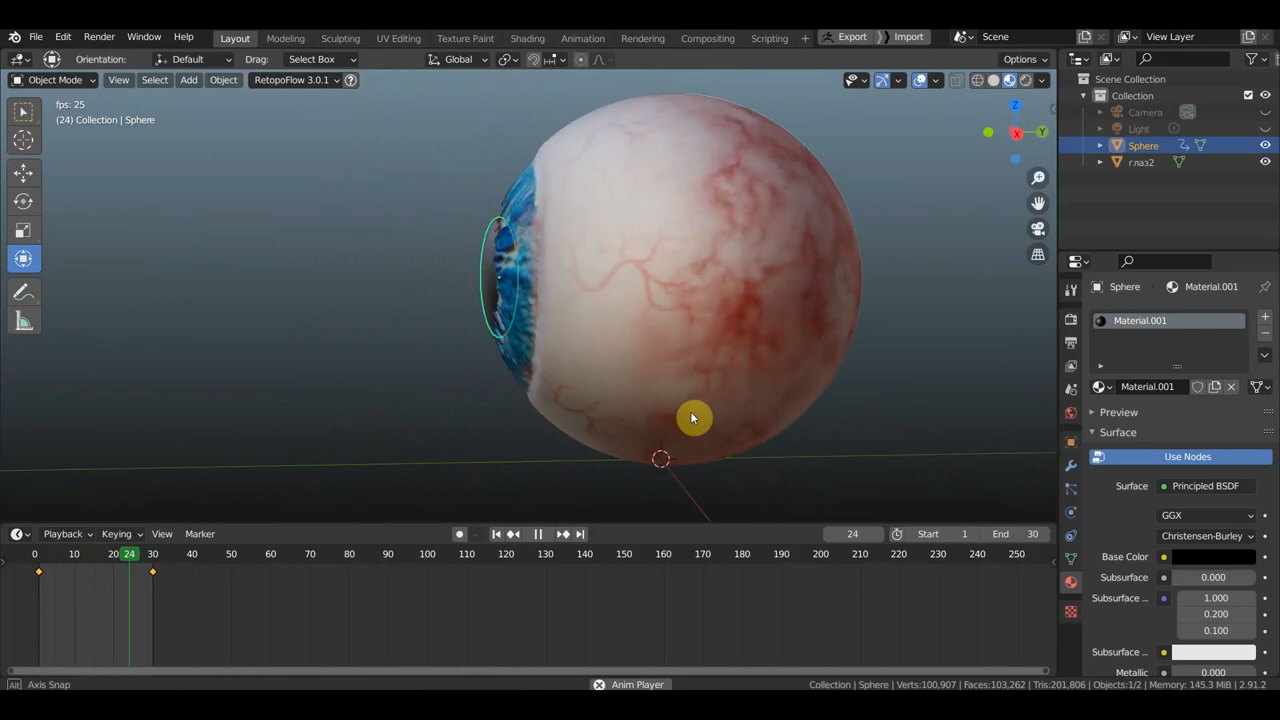 File Edit Render Window Help Layout Modeling Sculpting UV Editing Texture Paint Shading Animation Rendering Compositing Scripting + Export Import Scene View Layer
Orientation: Default Drag: Select Box Global Options
Object Mode View Select Add Object RetopoFlow 3.0.1
fps: 25
(24) Collection | Sphere
Z
Y
X
Scene Collection
Collection
Camera
Light
Sphere
глаз2
Sphere Material.001
Material.001
Material.001
Preview
Surface
Use Nodes
Surface Principled BSDF
GGX
Christensen-Burley
Base Color
Subsurface 0.000
Subsurface ... 1.000
0.200
0.100
Subsurface ...
Metallic 0.000
Playback Keying View Marker 24 Start 1 End 30
0 10 20 24 30 40 50 60 70 80 90 100 110 120 130 140 150 160 170 180 190 200 210 220 230 240 250
Alt Axis Snap Anim Player Collection | Sphere | Verts:100,907 | Faces:103,262 | Tris:201,806 | Objects:1/2 | Memory: 145.3 MiB | 2.91.2